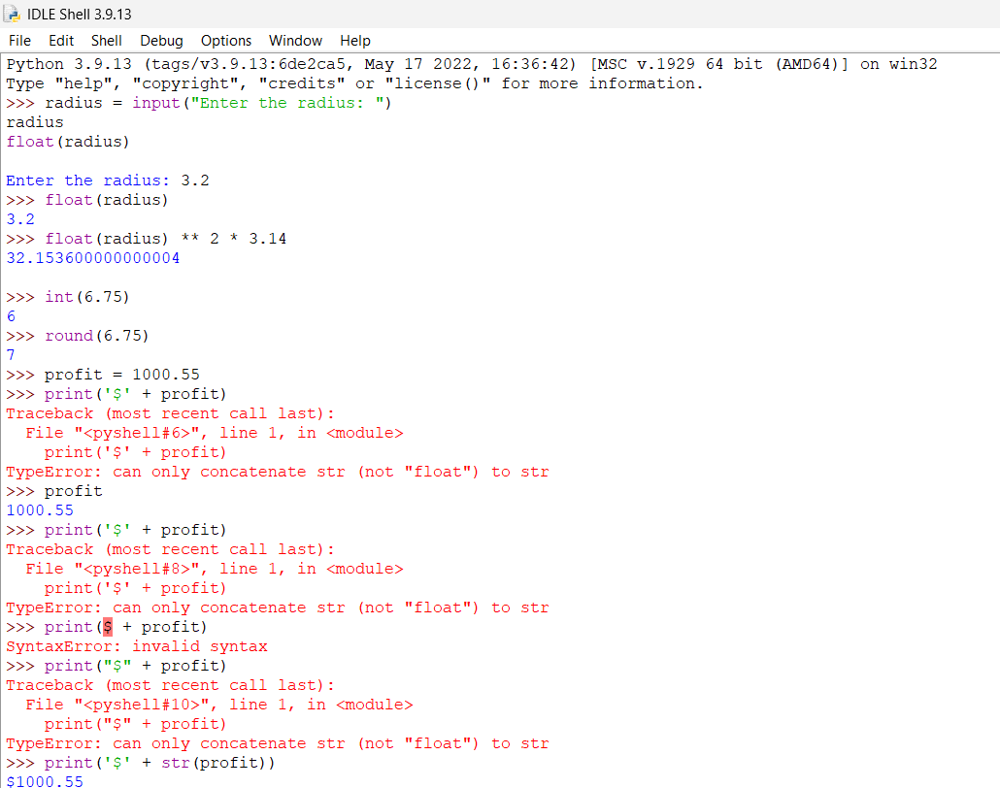 IDLE Shell 3.9.13
File Edit Shell Debug Options Window Help
Python 3.9.13 (tags/v3.9.13:6de2ca5, May 17 2022, 16:36:42) [MSC v.1929 64 bit (AMD64)] on win32
Type "help", "copyright", "credits" or "license()" for more information.
>>> radius = input("Enter the radius: ")
radius
float(radius)
Enter the radius: 3.2
>>> float(radius)
3.2
>>> float(radius) ** 2 * 3.14
32.153600000000004
>>> int(6.75)
6
>>> round(6.75)
7
>>> profit = 1000.55
>>> print('$' + profit)
Traceback (most recent call last):
  File "<pyshell#6>", line 1, in <module>
    print('$' + profit)
TypeError: can only concatenate str (not "float") to str
>>> profit
1000.55
>>> print('$' + profit)
Traceback (most recent call last):
  File "<pyshell#8>", line 1, in <module>
    print('$' + profit)
TypeError: can only concatenate str (not "float") to str
>>> print($ + profit)
SyntaxError: invalid syntax
>>> print("$" + profit)
Traceback (most recent call last):
  File "<pyshell#10>", line 1, in <module>
    print("$" + profit)
TypeError: can only concatenate str (not "float") to str
>>> print('$' + str(profit))
$1000.55